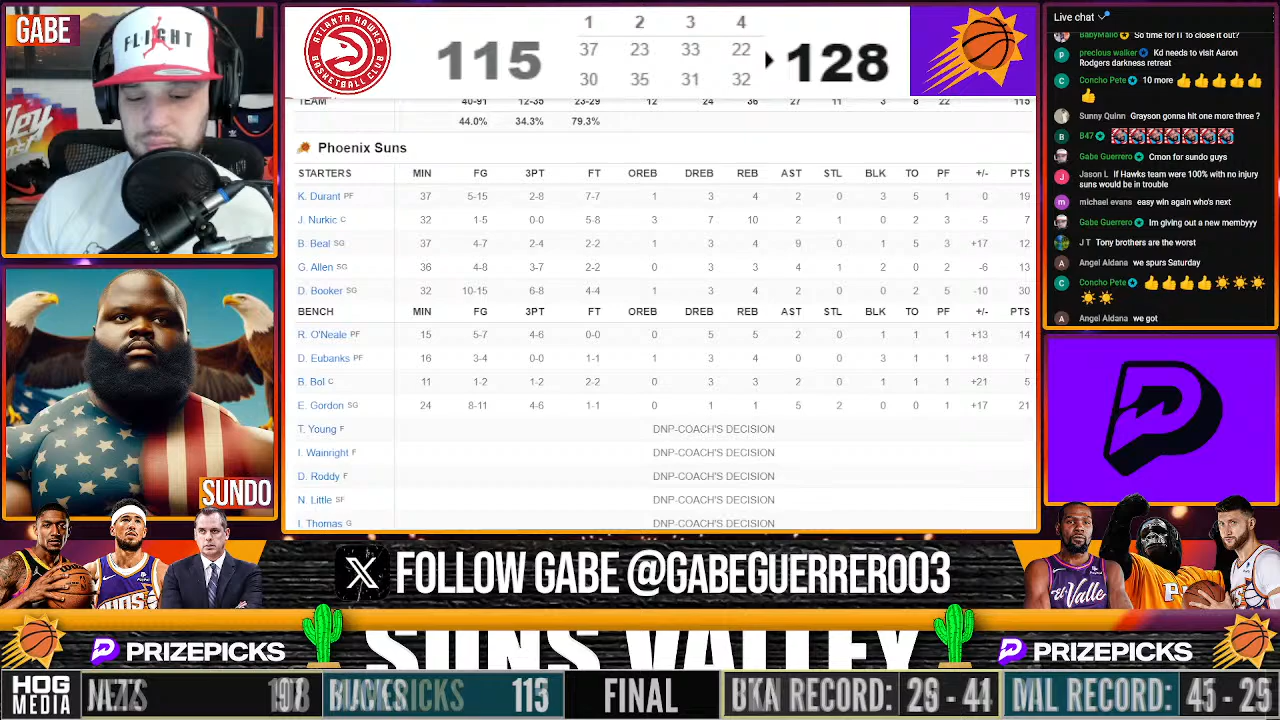 GABE
FLIGHT
ATLANTA HAWKS
BASKETBALL CLUB
115
1 2 3 4
37 23 33 22
30 35 31 32
128
Live chat
TEAM 40-91 12-35 23-29 12 24 36 27 11 3 8 22 115
44.0% 34.3% 79.3%
Phoenix Suns
STARTERS MIN FG 3PT FT OREB DREB REB AST STL BLK TO PF +/- PTS
K. Durant PF 37 5-15 2-8 7-7 1 3 4 2 0 3 5 1 0 19
J. Nurkic C 32 1-5 0-0 5-8 3 7 10 2 1 0 2 3 -5 7
B. Beal SG 37 4-7 2-4 2-2 1 3 4 9 0 1 5 3 +17 12
G. Allen SG 36 4-8 3-7 2-2 0 3 3 4 1 2 0 2 -6 13
D. Booker SG 32 10-15 6-8 4-4 1 3 4 2 0 0 2 5 -10 30
BENCH MIN FG 3PT FT OREB DREB REB AST STL BLK TO PF +/- PTS
R. O'Neale PF 15 5-7 4-6 0-0 0 5 5 2 0 1 1 1 +13 14
D. Eubanks PF 16 3-4 0-0 1-1 1 3 4 0 0 3 1 1 +18 7
B. Bol C 11 1-2 1-2 2-2 0 3 3 2 0 1 1 1 +21 5
E. Gordon SG 24 8-11 4-6 1-1 0 1 1 5 2 0 0 1 +17 21
T. Young F DNP-COACH'S DECISION
I. Wainright F DNP-COACH'S DECISION
D. Roddy F DNP-COACH'S DECISION
N. Little SF DNP-COACH'S DECISION
I. Thomas G DNP-COACH'S DECISION
BabyMallo So time for IT to close it out?
precious walker Kd needs to visit Aaron
Rodgers darkness retreat
Concho Pete 10 more 👍👍👍👍👍
👍
Sunny Quinn Grayson gonna hit one more three ?
B47
Gabe Guerrero Cmon for sundo guys
Jason L If Hawks team were 100% with no injury
suns would be in trouble
michael evans easy win again who's next
Gabe Guerrero Im giving out a new membyyy
J T Tony brothers are the worst
Angel Aldana we spurs Saturday
Concho Pete 👍👍👍👍☀️☀️☀️
☀️☀️
Angel Aldana we got
SUNDO
X FOLLOW GABE @GABEGUERRERO03
SUNS
Valle
PRIZEPICKS
SUNS VALLEY
PRIZEPICKS
HOG
MEDIA
115
FINAL
BKN RECORD: 29 - 41
MAL RECORD: 45 - 25